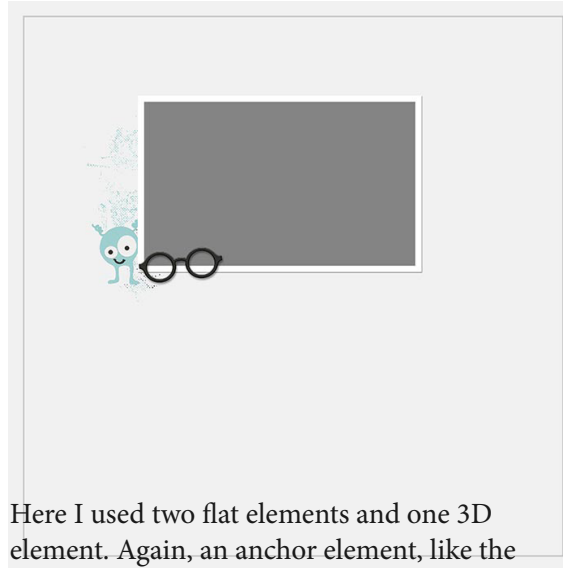 Here I used two flat elements and one 3D
element. Again, an anchor element, like the